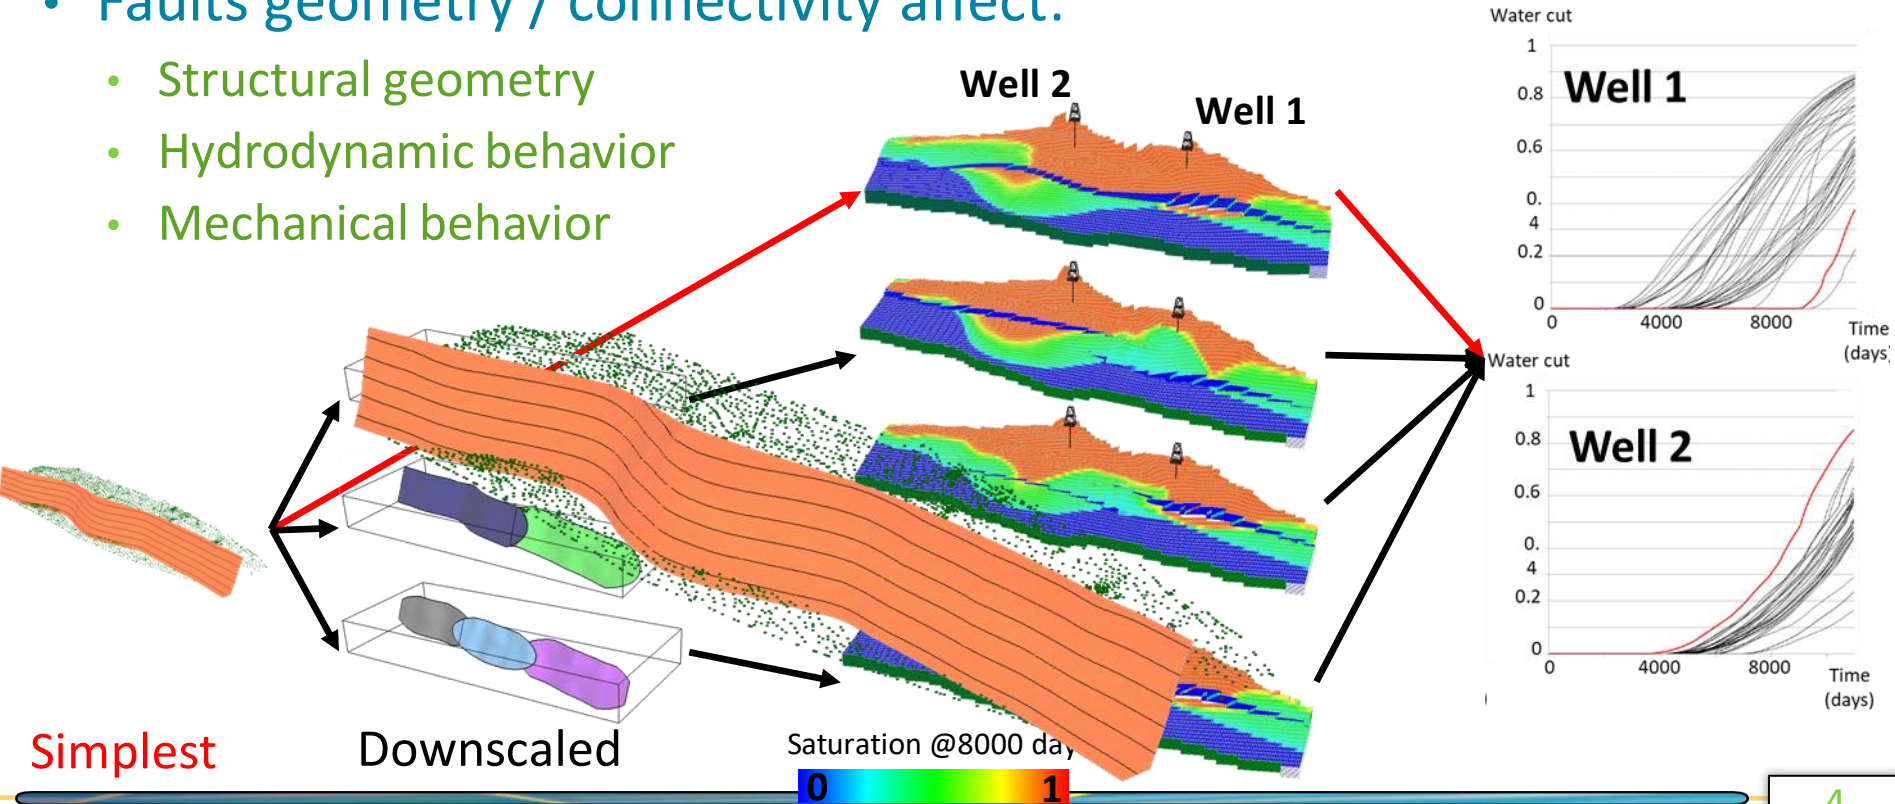 • Faults geometry / connectivity affect:
• Structural geometry
• Hydrodynamic behavior
• Mechanical behavior
Well 2
Well 1
Simplest
Downscaled
Saturation @8000 day
0
1
Water cut
Well 1
1
0.8
0.6
0.
4
0.2
0
0
4000
8000
Time
(days)
Water cut
Well 2
1
0.8
0.6
0.
4
0.2
0
0
4000
8000
Time
(days)
4